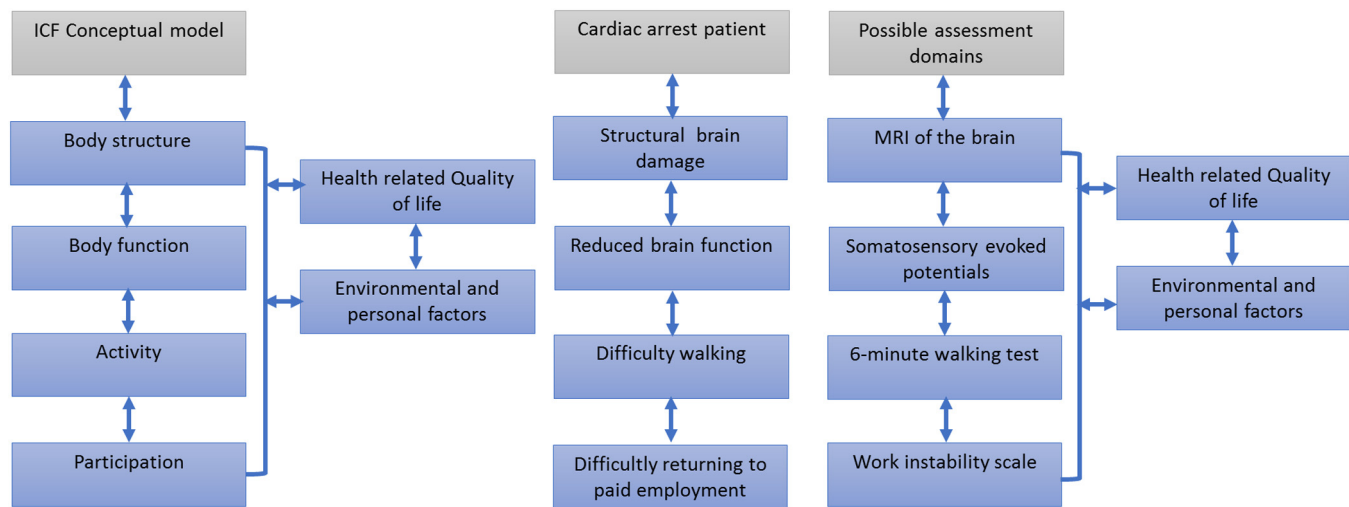 ICF Conceptual model
Body structure
Body function
Activity
Participation
Health related Quality
of life
Environmental and
personal factors
Cardiac arrest patient
Structural brain
damage
Reduced brain function
Difficulty walking
Difficultly returning to
paid employment
Possible assessment
domains
MRI of the brain
Somatosensory evoked
potentials
6-minute walking test
Work instability scale
Health related Quality
of life
Environmental and
personal factors